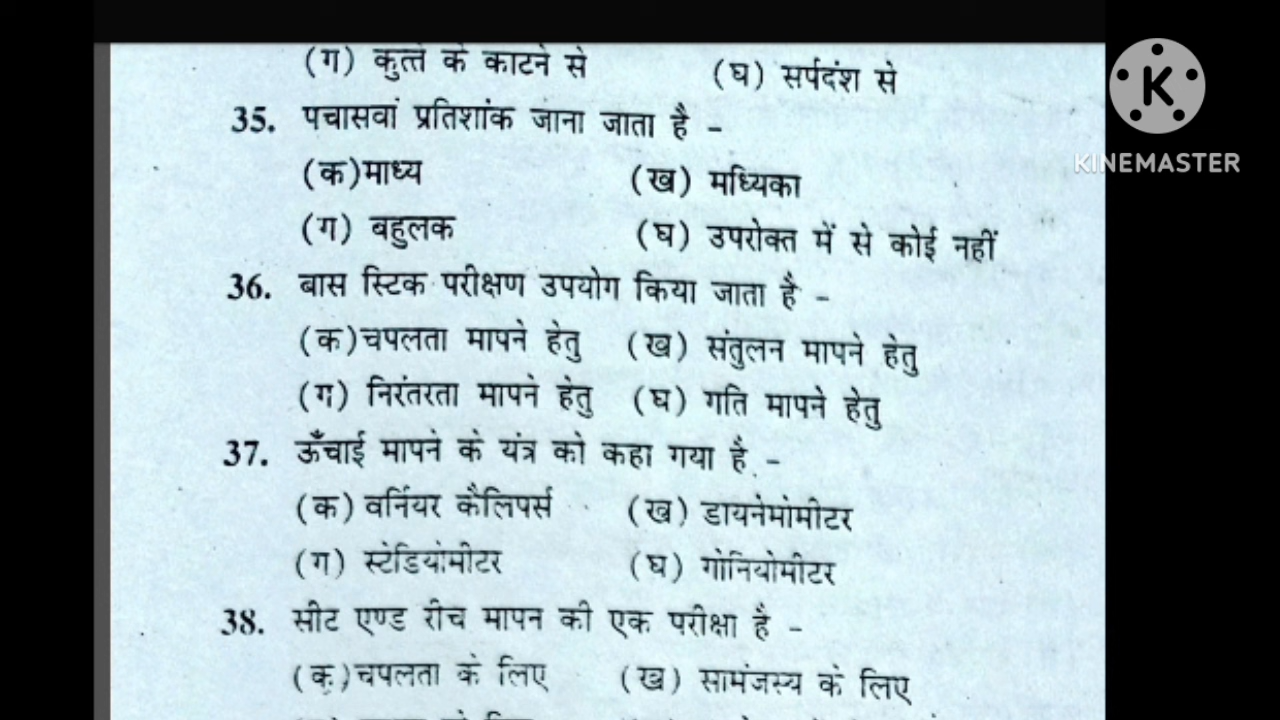 (ग) कुत्ते के काटने से (घ) सर्पदंश से
35. पचासवां प्रतिशांक जाना जाता है -
(क)माध्य (ख) मध्यिका
(ग) बहुलक (घ) उपरोक्त में से कोई नहीं
36. बास स्टिक परीक्षण उपयोग किया जाता है -
(क)चपलता मापने हेतु (ख) संतुलन मापने हेतु
(ग) निरंतरता मापने हेतु (घ) गति मापने हेतु
37. ऊँचाई मापने के यंत्र को कहा गया है -
(क) वर्नियर कैलिपर्स (ख) डायनेमोमीटर
(ग) स्टेडियोमीटर (घ) गोनियोमीटर
38. सीट एण्ड रीच मापन की एक परीक्षा है -
(क)चपलता के लिए (ख) सामंजस्य के लिए
K
KINEMASTER